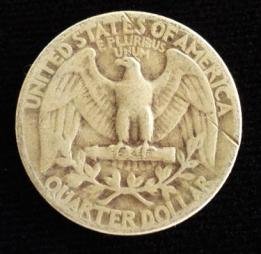 UNITED STATES OF AMERICA
E PLURIBUS
UNUM
QUARTER DOLLAR